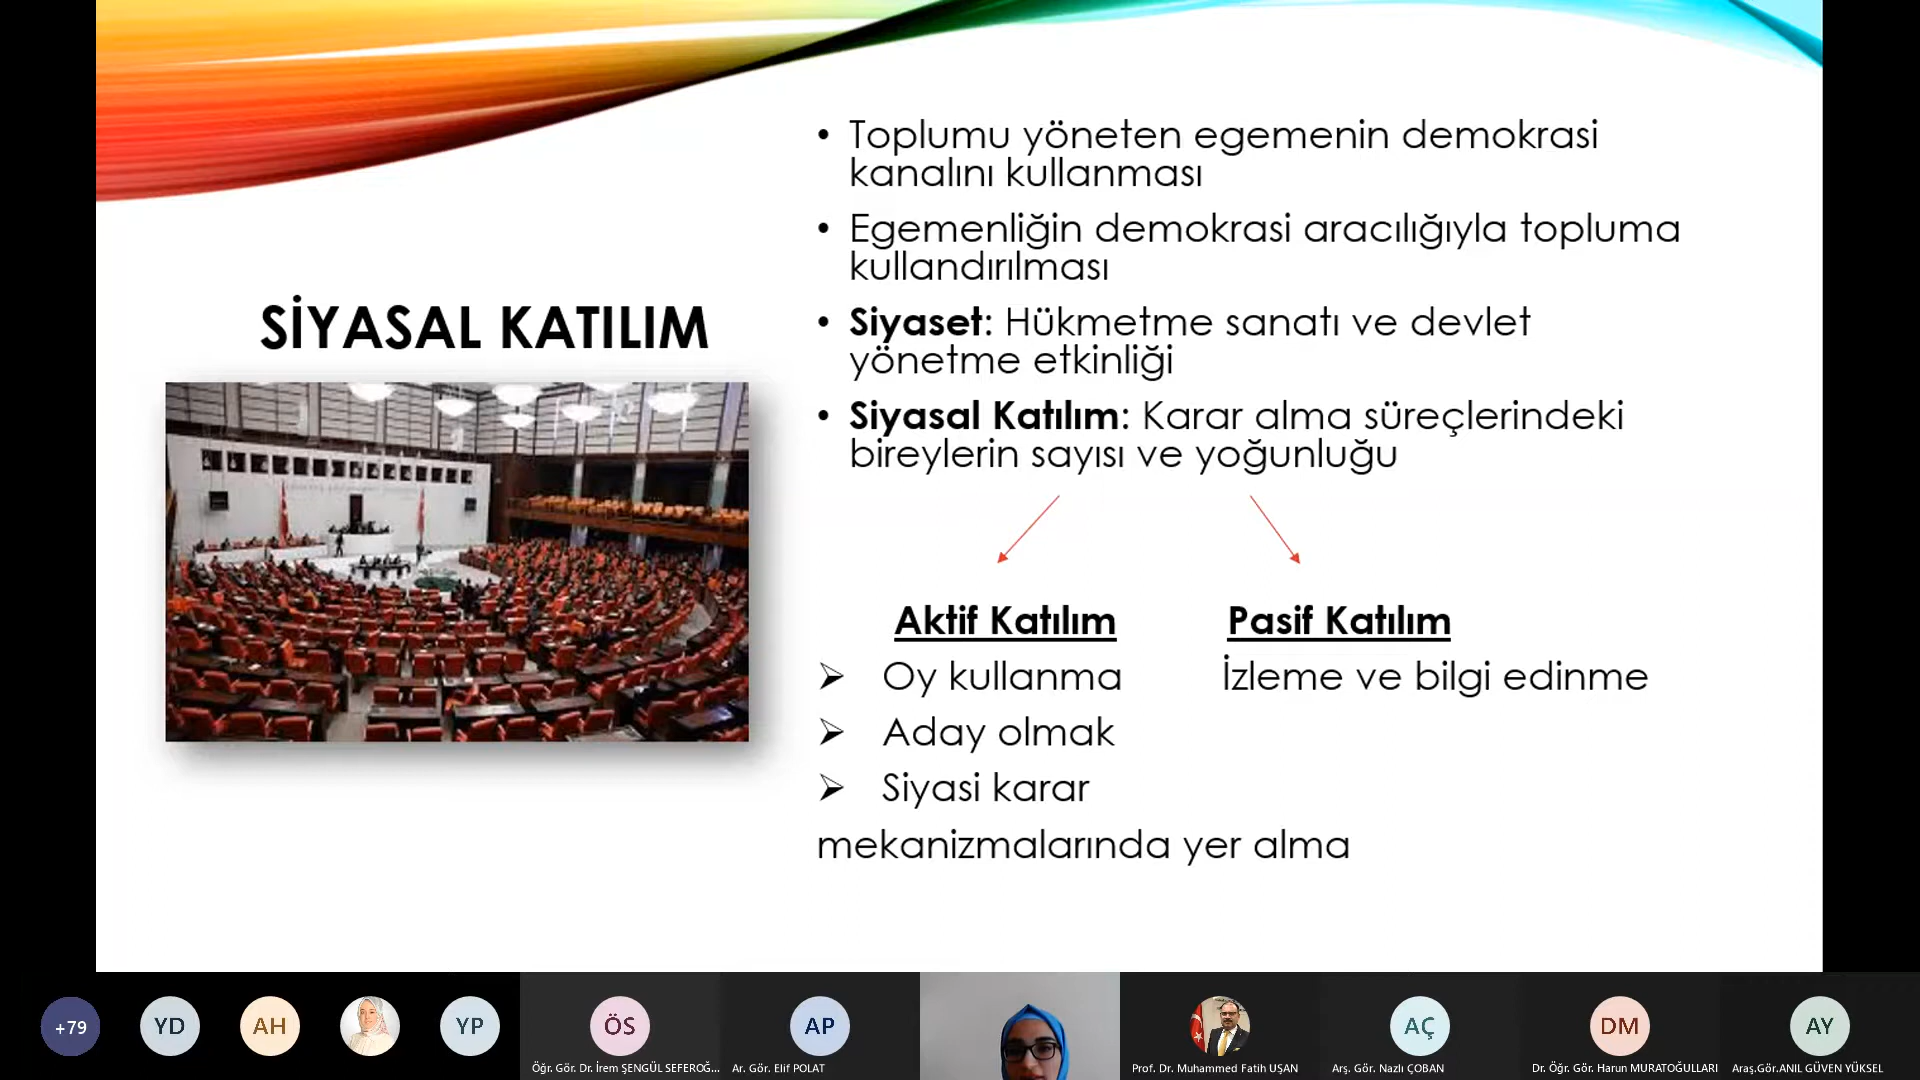 SİYASAL KATILIM
• Toplumu yöneten egemenin demokrasi
kanalını kullanması
• Egemenliğin demokrasi aracılığıyla topluma
kullandırılması
• Siyaset: Hükmetme sanatı ve devlet
yönetme etkinliği
• Siyasal Katılım: Karar alma süreçlerindeki
bireylerin sayısı ve yoğunluğu
Aktif Katılım Pasif Katılım
➢ Oy kullanma İzleme ve bilgi edinme
➢ Aday olmak
➢ Siyasi karar
mekanizmalarında yer alma
+79 YD AH YP ÖS AP AÇ DM AY
Öğr. Gör. Dr. İrem ŞENGÜL SEFEROĞ... Ar. Gör. Elif POLAT Prof. Dr. Muhammed Fatih UŞAN Arş. Gör. Nazlı ÇOBAN Dr. Öğr. Gör. Harun MURATOĞULLARI Araş.Gör.ANIL GÜVEN YÜKSEL